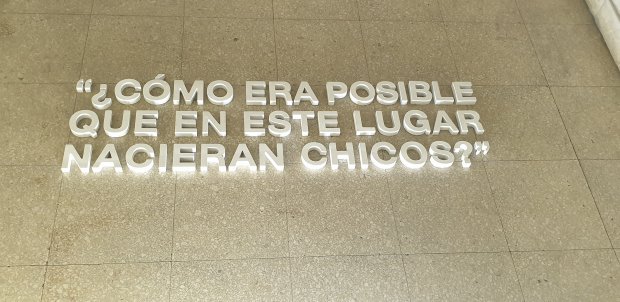 “¿CÓMO ERA POSIBLE
QUE EN ESTE LUGAR
NACIERAN CHICOS?”